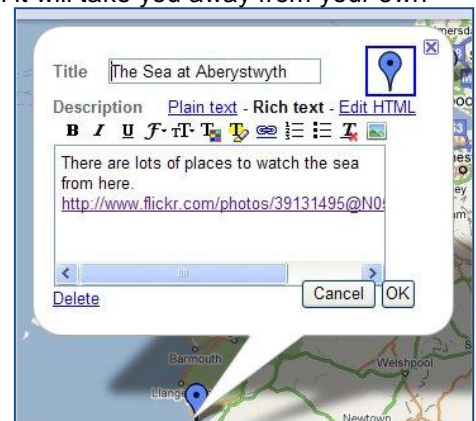 it will take you away from your own
Title The Sea at Aberystwyth
Description Plain text - Rich text - Edit HTML
B I U
There are lots of places to watch the sea
from here.
http://www.flickr.com/photos/39131495@N0
Delete Cancel OK
Barmouth
Welshpool
Llange
Newtown